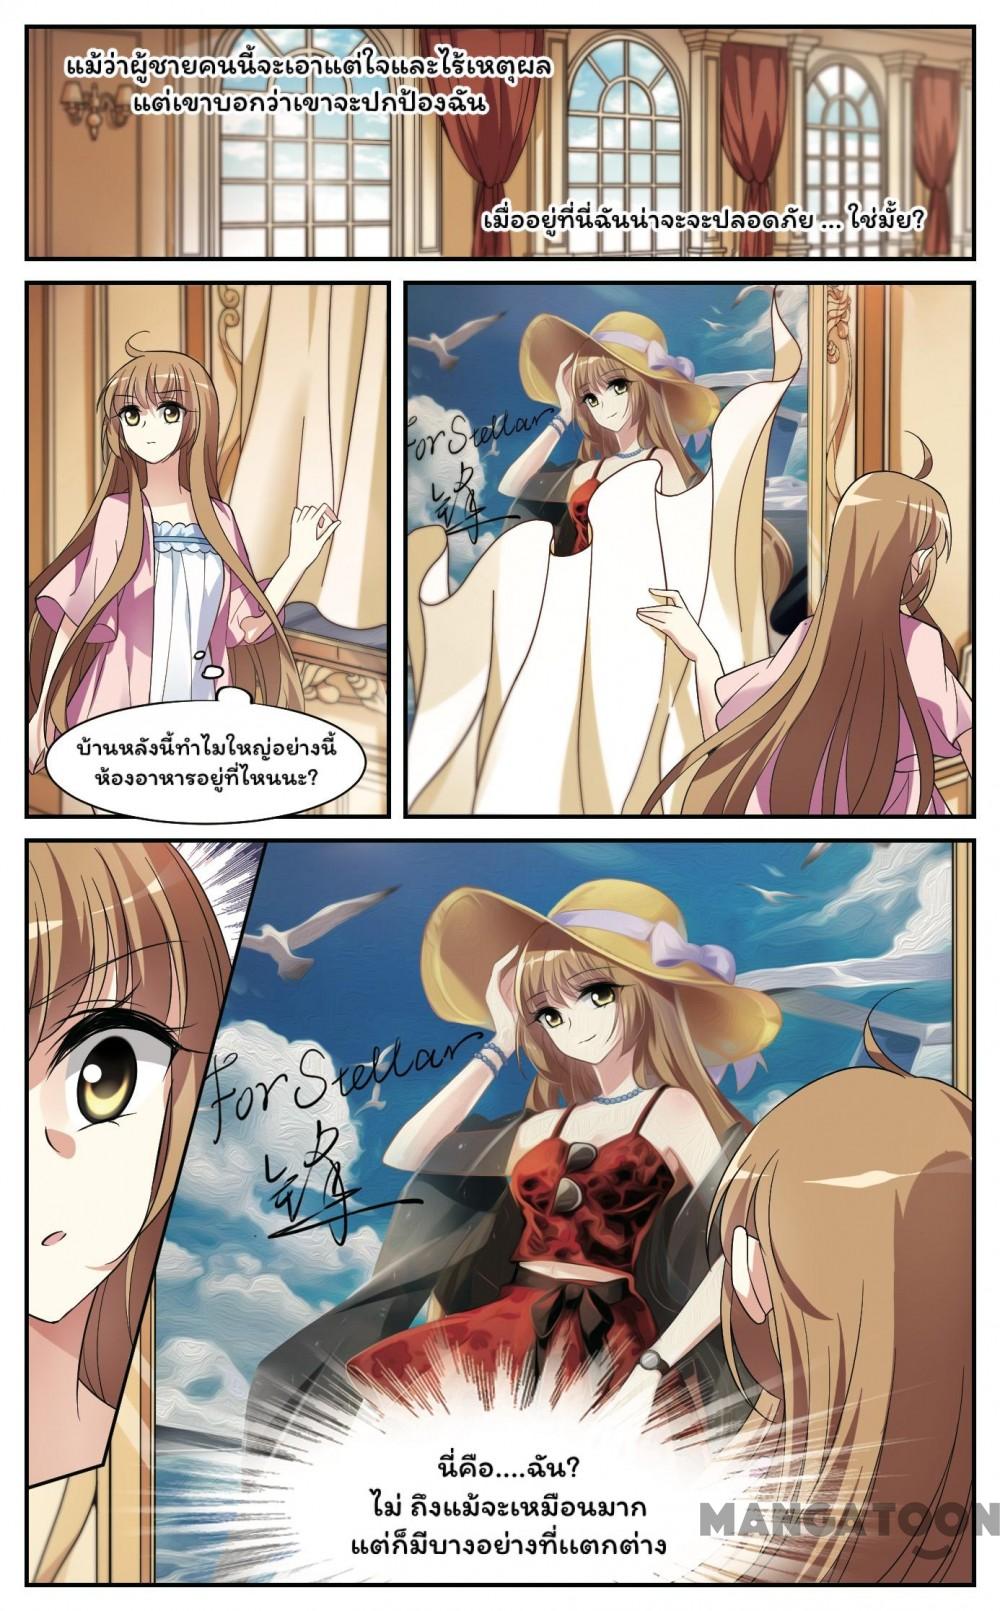 แม้ว่าผู้ชายคนนี้จะเอาแต่ใจและไร้เหตุผล
แต่เขาบอกว่าเขาจะปกป้องฉัน
เมื่ออยู่ที่นี่ฉันน่าจะจะปลอดภัย ... ใช่มั้ย?
บ้านหลังนี้ทำไมใหญ่อย่างนี้
ห้องอาหารอยู่ที่ไหนนะ?
For Stellar
锋
For Stellar
锋
นี่คือ....ฉัน?
ไม่ ถึงแม้จะเหมือนมาก
แต่ก็มีบางอย่างที่แตกต่าง
MANGATOON